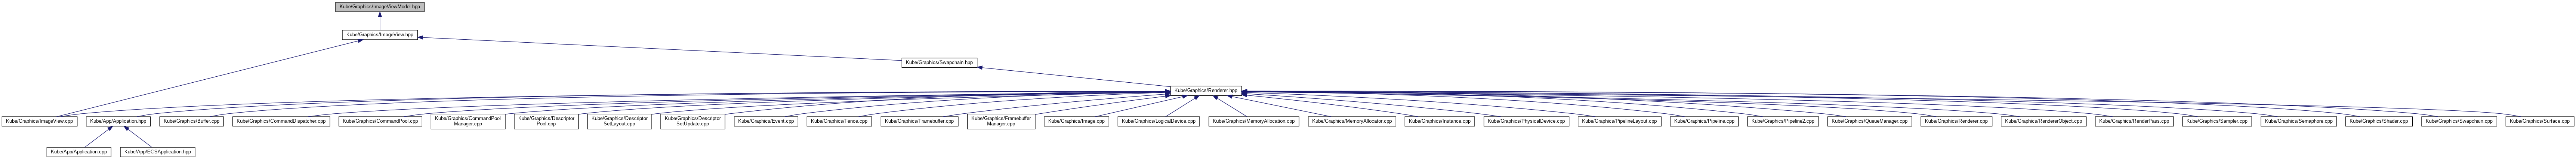 Kube/Graphics/ImageViewModel.hpp
Kube/Graphics/ImageView.hpp
Kube/Graphics/Swapchain.hpp
Kube/Graphics/Renderer.hpp
Kube/Graphics/ImageView.cpp
Kube/App/Application.hpp
Kube/Graphics/Buffer.cpp
Kube/Graphics/CommandDispatcher.cpp
Kube/Graphics/CommandPool.cpp
Kube/Graphics/CommandPool
Manager.cpp
Kube/Graphics/Descriptor
Pool.cpp
Kube/Graphics/Descriptor
SetLayout.cpp
Kube/Graphics/Descriptor
SetUpdate.cpp
Kube/Graphics/Event.cpp
Kube/Graphics/Fence.cpp
Kube/Graphics/Framebuffer.cpp
Kube/Graphics/Framebuffer
Manager.cpp
Kube/Graphics/Image.cpp
Kube/Graphics/LogicalDevice.cpp
Kube/Graphics/MemoryAllocation.cpp
Kube/Graphics/MemoryAllocator.cpp
Kube/Graphics/Instance.cpp
Kube/Graphics/PhysicalDevice.cpp
Kube/Graphics/PipelineLayout.cpp
Kube/Graphics/Pipeline.cpp
Kube/Graphics/Pipeline2.cpp
Kube/Graphics/QueueManager.cpp
Kube/Graphics/Renderer.cpp
Kube/Graphics/RendererObject.cpp
Kube/Graphics/RenderPass.cpp
Kube/Graphics/Sampler.cpp
Kube/Graphics/Semaphore.cpp
Kube/Graphics/Shader.cpp
Kube/Graphics/Swapchain.cpp
Kube/Graphics/Surface.cpp
Kube/App/Application.cpp
Kube/App/ECSApplication.hpp